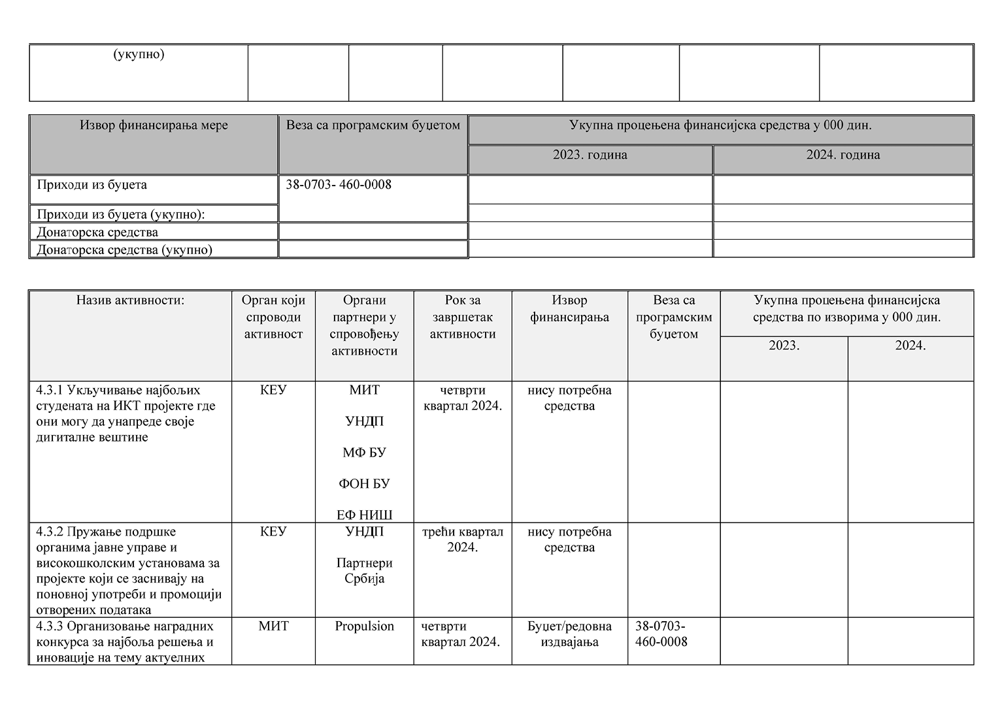 (укупно)
Извор финансирања мере
Веза са програмским буџетом
Укупна процењена финансијска средства у 000 дин.
2023. година
2024. година
Приходи из буџета
38-0703- 460-0008
Приходи из буџета (укупно):
Донаторска средства
Донаторска средства (укупно)
Назив активности:
Орган који
спроводи
активност
Органи
партнери у
спровођењу
активности
Рок за
завршетак
активности
Извор
финансирања
Веза са
програмским
буџетом
Укупна процењена финансијска
средства по изворима у 000 дин.
2023.
2024.
4.3.1 Укључивање најбољих
студената на ИКТ пројекте где
они могу да унапреде своје
дигиталне вештине
КЕУ
МИТ
УНДП
МФ БУ
ФОН БУ
ЕФ НИШ
четврти
квартал 2024.
нису потребна
средства
4.3.2 Пружање подршке
органима јавне управе и
високошколским установама за
пројекте који се заснивају на
поновној употреби и промоцији
отворених података
КЕУ
УНДП
Партнери
Србија
трећи квартал
2024.
нису потребна
средства
4.3.3 Организовање наградних
конкурса за најбоља решења и
иновације на тему актуелних
МИТ
Propulsion
четврти
квартал 2024.
Буџет/редовна
издвајања
38-0703-
460-0008